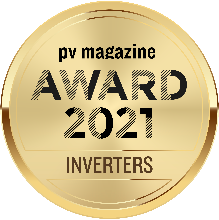 pv magazine
AWARD
2021
INVERTERS